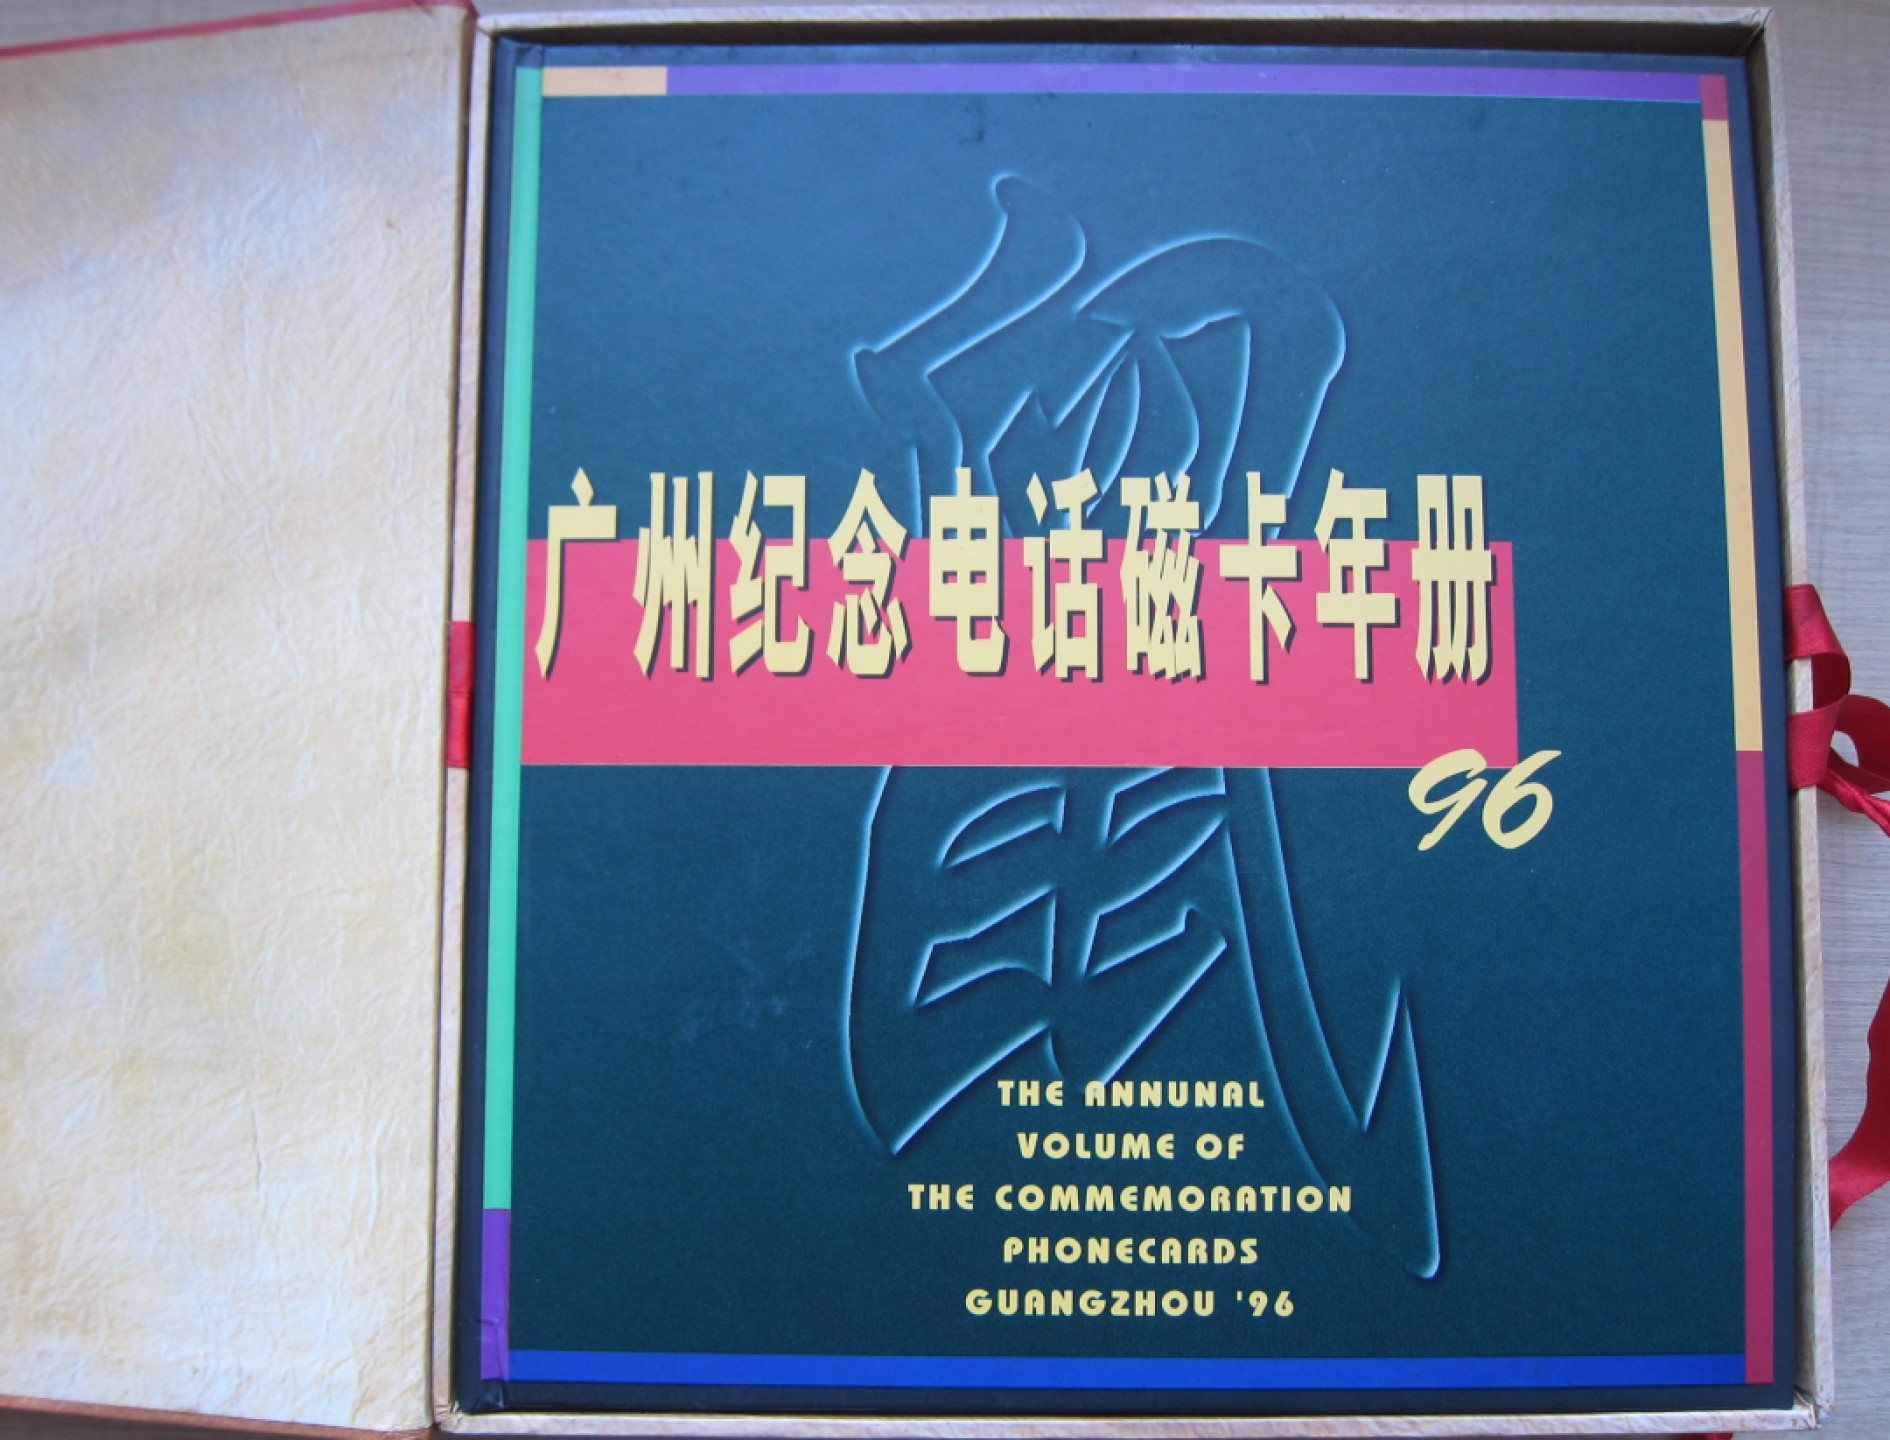 广州纪念电话磁卡年册
96
THE ANNUNAL
VOLUME OF
THE COMMEMORATION
PHONECARDS
GUANGZHOU '96